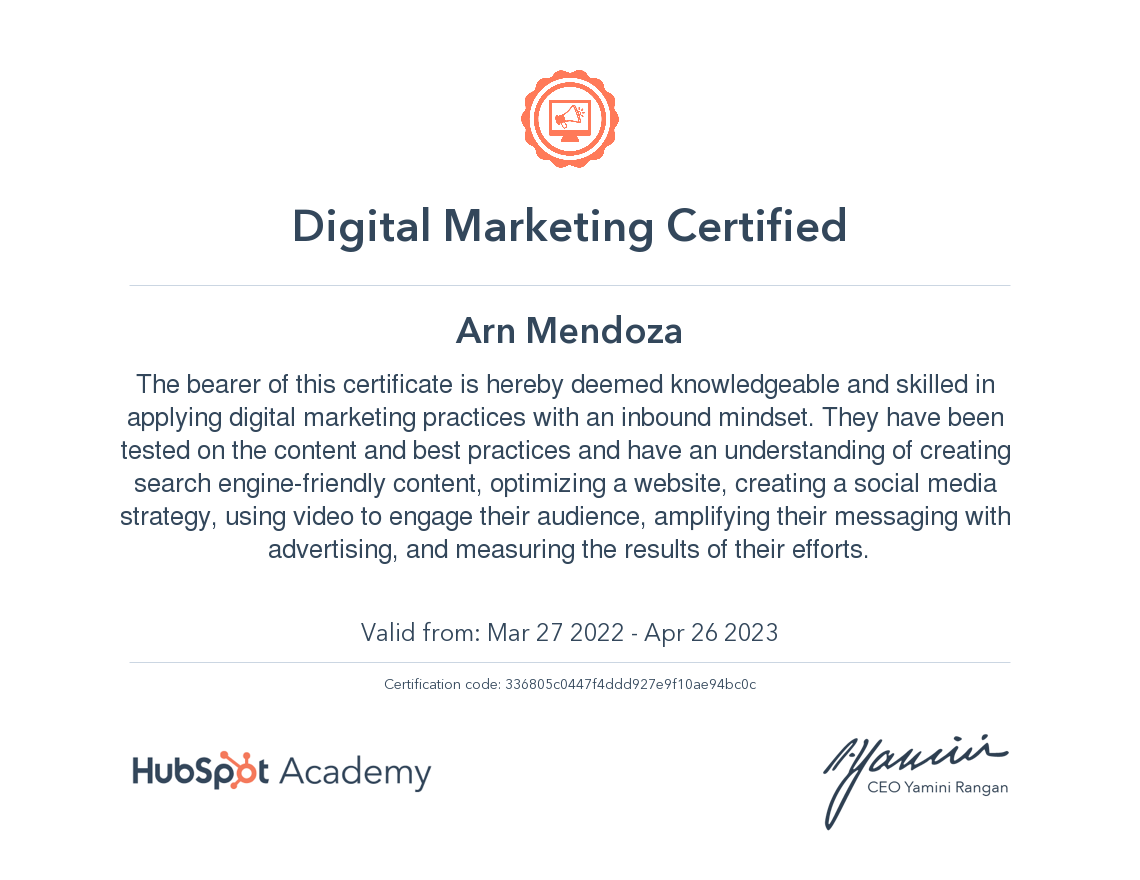 Digital Marketing Certified
Arn Mendoza
The bearer of this certificate is hereby deemed knowledgeable and skilled in
applying digital marketing practices with an inbound mindset. They have been
tested on the content and best practices and have an understanding of creating
search engine-friendly content, optimizing a website, creating a social media
strategy, using video to engage their audience, amplifying their messaging with
advertising, and measuring the results of their efforts.
Valid from: Mar 27 2022 - Apr 26 2023
Certification code: 336805c0447f4ddd927e9f10ae94bc0c
HubSpot Academy
CEO Yamini Rangan